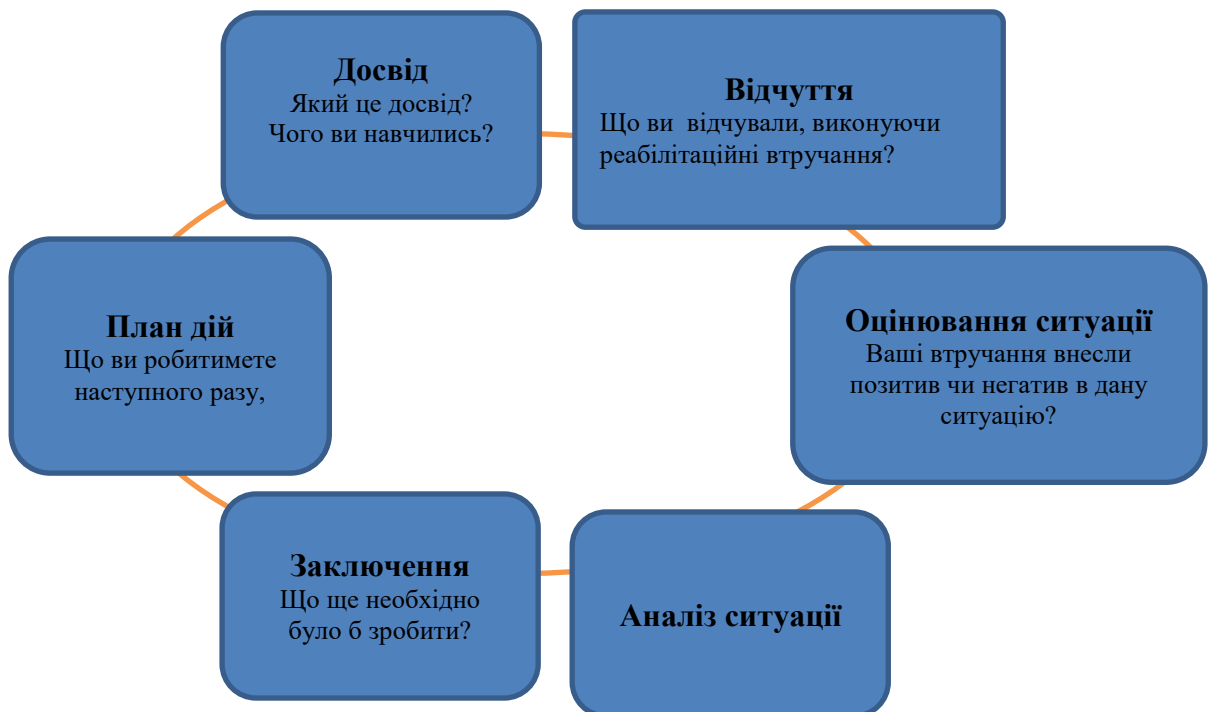 Досвід
Який це досвід?
Чого ви навчились?
Відчуття
Що ви відчували, виконуючи
реабілітаційні втручання?
Оцінювання ситуації
Ваші втручання внесли
позитив чи негатив в дану
ситуацію?
Аналіз ситуації
Заключення
Що ще необхідно
було б зробити?
План дій
Що ви робитимете
наступного разу,